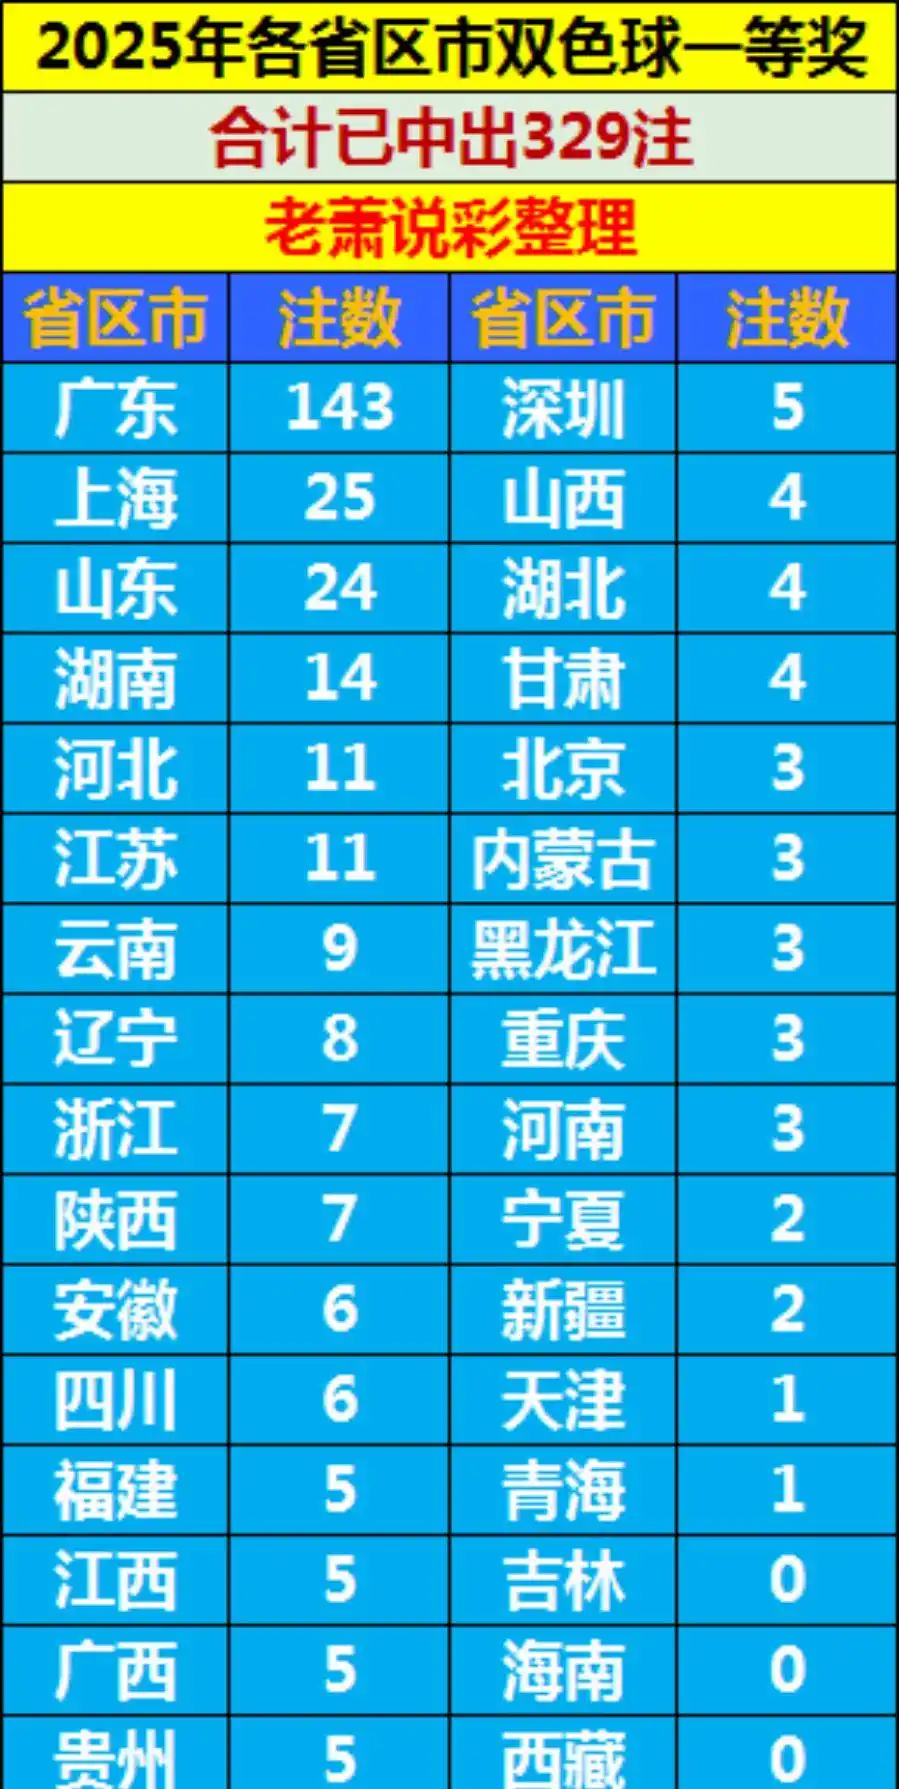 2025年各省区市双色球一等奖
合计已中出329注
老萧说彩整理
省区市 注数 省区市 注数
广东 143 深圳 5
上海 25 山西 4
山东 24 湖北 4
湖南 14 甘肃 4
河北 11 北京 3
江苏 11 内蒙古 3
云南 9 黑龙江 3
辽宁 8 重庆 3
浙江 7 河南 3
陕西 7 宁夏 2
安徽 6 新疆 2
四川 6 天津 1
福建 5 青海 1
江西 5 吉林 0
广西 5 海南 0
贵州 5 西藏 0